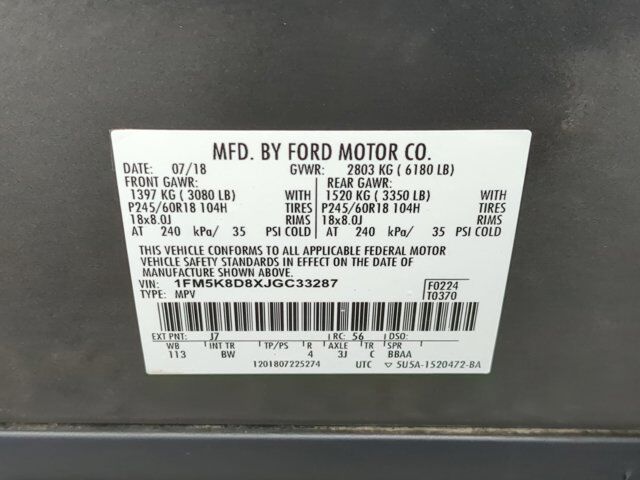 MFD. BY FORD MOTOR CO.
DATE: 07/18 GVWR: 2803 KG ( 6180 LB)
FRONT GAWR: REAR GAWR:
1397 KG ( 3080 LB) WITH 1520 KG ( 3350 LB) WITH
P245/60R18 104H TIRES P245/60R18 104H TIRES
18x8.0J RIMS 18x8.0J RIMS
AT 240 kPa/ 35 PSI COLD AT 240 kPa/ 35 PSI COLD
THIS VEHICLE CONFORMS TO ALL APPLICABLE FEDERAL MOTOR
VEHICLE SAFETY STANDARDS IN EFFECT ON THE DATE OF
MANUFACTURE SHOWN ABOVE.
VIN: 1FM5K8D8XJGC33287 F0224
TYPE: MPV T0370
EXT PNT: J7 RC: 56 DSO:
WB INT TR TP/PS R AXLE TR SPR
113 BW 4 3J C BBAA
1201807225274 UTC ▽ 5U5A-1520472-BA